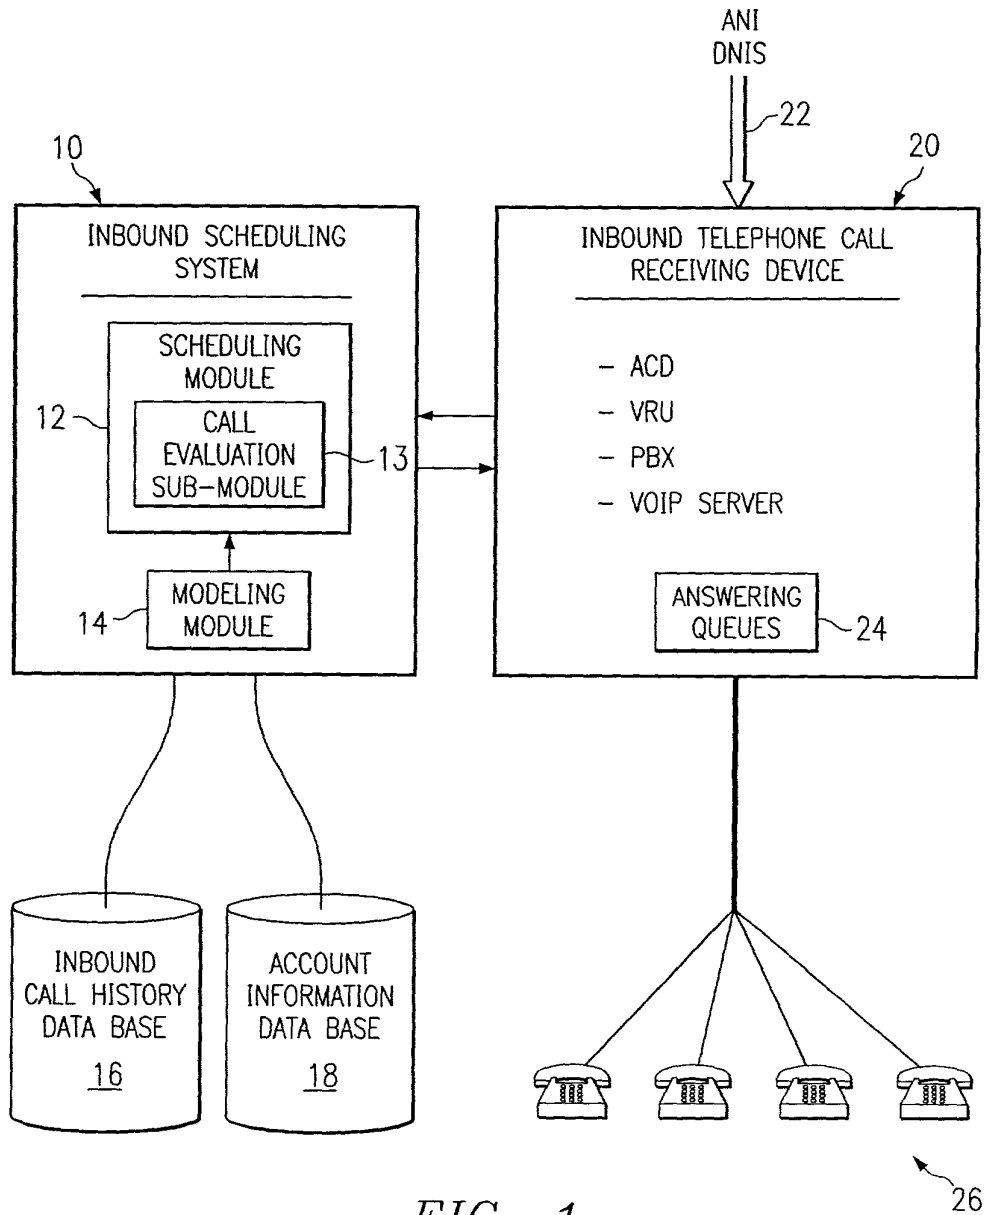 ANI
DNIS
22
10
20
INBOUND SCHEDULING
SYSTEM
SCHEDULING
MODULE
12
CALL
EVALUATION
SUB-MODULE
13
MODELING
MODULE
14
INBOUND TELEPHONE CALL
RECEIVING DEVICE
- ACD
- VRU
- PBX
- VOIP SERVER
ANSWERING
QUEUES
24
INBOUND
CALL HISTORY
DATA BASE
16
ACCOUNT
INFORMATION
DATA BASE
18
26
FIG. 1